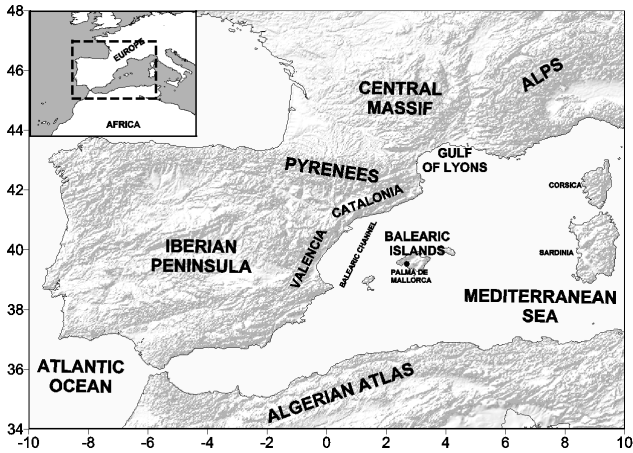 48
46
44
42
40
38
36
34
EUROPE
AFRICA
CENTRAL
MASSIF
ALPS
GULF
OF LYONS
PYRENEES
CATALONIA
CORSICA
IBERIAN
PENINSULA
VALENCIA
BALEARIC CHANNEL
BALEARIC
ISLANDS
PALMA DE
MALLORCA
SARDINIA
MEDITERRANEAN
SEA
ATLANTIC
OCEAN
ALGERIAN ATLAS
-10 -8 -6 -4 -2 0 2 4 6 8 10